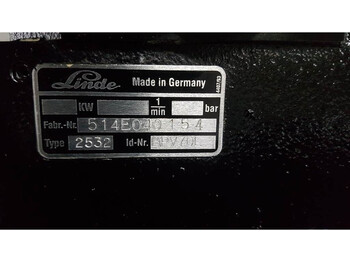 Linde Made in Germany
KW 1/min bar
Fabr.-Nr. 514E040154
Type 2532 Id-Nr.